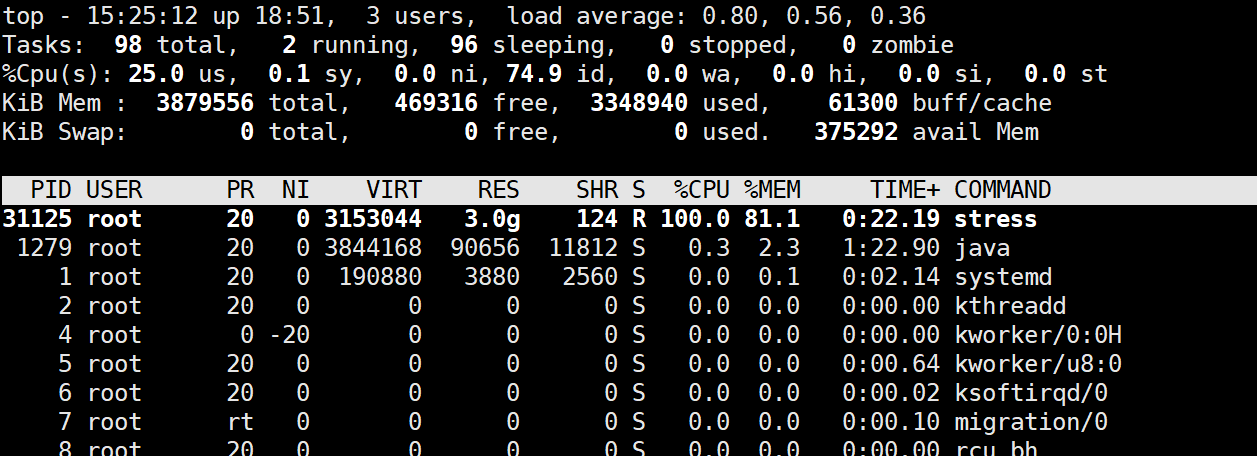 top - 15:25:12 up 18:51,  3 users,  load average: 0.80, 0.56, 0.36
Tasks:  98 total,   2 running,  96 sleeping,   0 stopped,   0 zombie
%Cpu(s): 25.0 us,  0.1 sy,  0.0 ni, 74.9 id,  0.0 wa,  0.0 hi,  0.0 si,  0.0 st
KiB Mem :  3879556 total,   469316 free,  3348940 used,    61300 buff/cache
KiB Swap:        0 total,        0 free,        0 used.   375292 avail Mem
PID USER      PR  NI    VIRT    RES    SHR S  %CPU %MEM     TIME+ COMMAND
31125 root      20   0 3153044   3.0g    124 R 100.0 81.1   0:22.19 stress
1279 root      20   0 3844168  90656  11812 S   0.3  2.3   1:22.90 java
1 root      20   0  190880   3880   2560 S   0.0  0.1   0:02.14 systemd
2 root      20   0       0      0      0 S   0.0  0.0   0:00.00 kthreadd
4 root       0 -20       0      0      0 S   0.0  0.0   0:00.00 kworker/0:0H
5 root      20   0       0      0      0 S   0.0  0.0   0:00.64 kworker/u8:0
6 root      20   0       0      0      0 S   0.0  0.0   0:00.02 ksoftirqd/0
7 root      rt   0       0      0      0 S   0.0  0.0   0:00.10 migration/0
8 root      20   0       0      0      0 S   0.0  0.0   0:00.00 rcu_bh